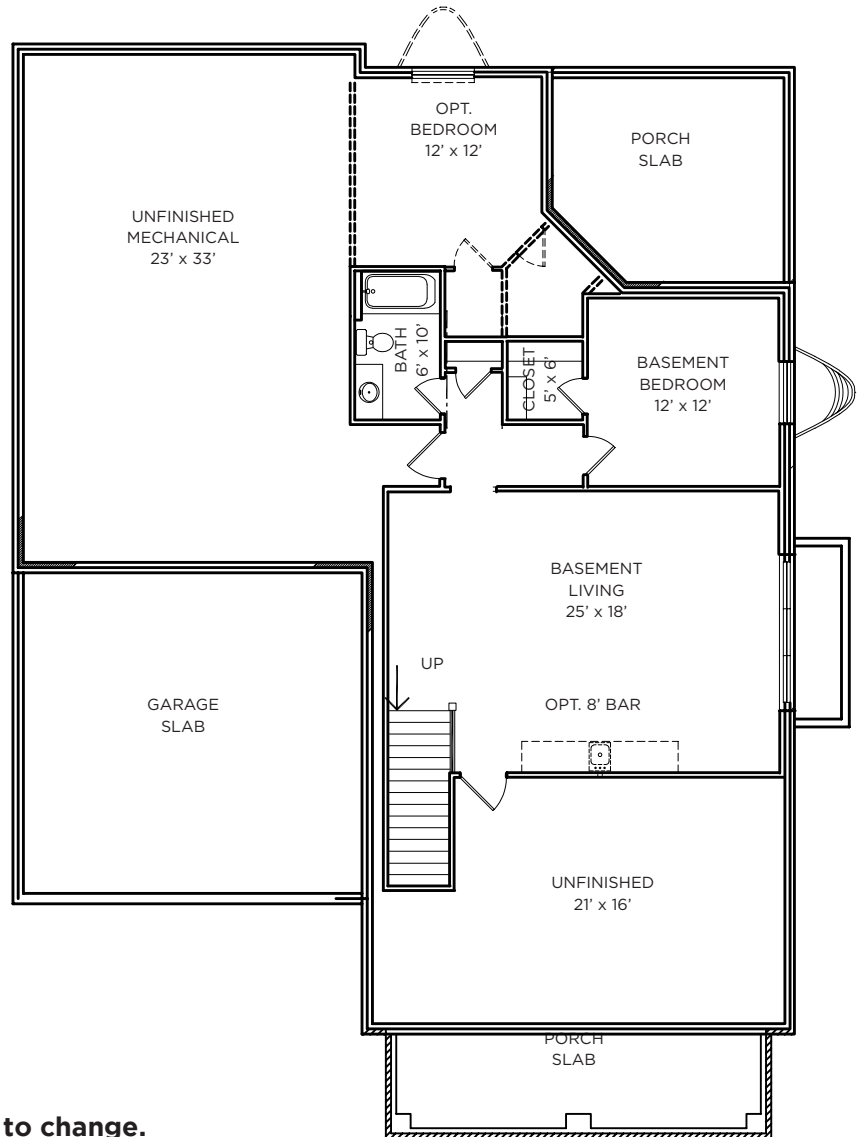 OPT.
BEDROOM
12’ x 12’
PORCH
SLAB
UNFINISHED
MECHANICAL
23’ x 33’
BATH
6’ x 10’
CLOSET
5’ x 6’
BASEMENT
BEDROOM
12’ x 12’
BASEMENT
LIVING
25’ x 18’
UP
GARAGE
SLAB
OPT. 8’ BAR
UNFINISHED
21’ x 16’
PORCH
SLAB
to change.